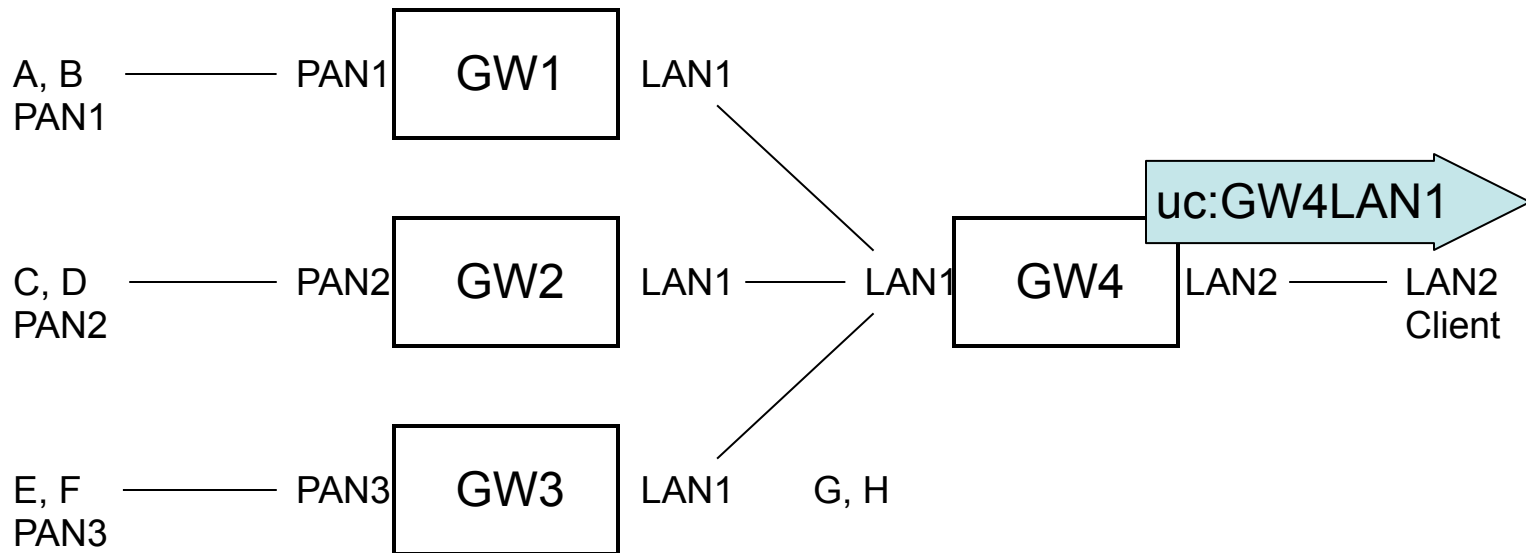 A, B
PAN1
PAN1
GW1
LAN1
uc:GW4LAN1
C, D
PAN2
PAN2
GW2
LAN1
LAN1
GW4
LAN2
LAN2
Client
E, F
PAN3
PAN3
GW3
LAN1
G, H